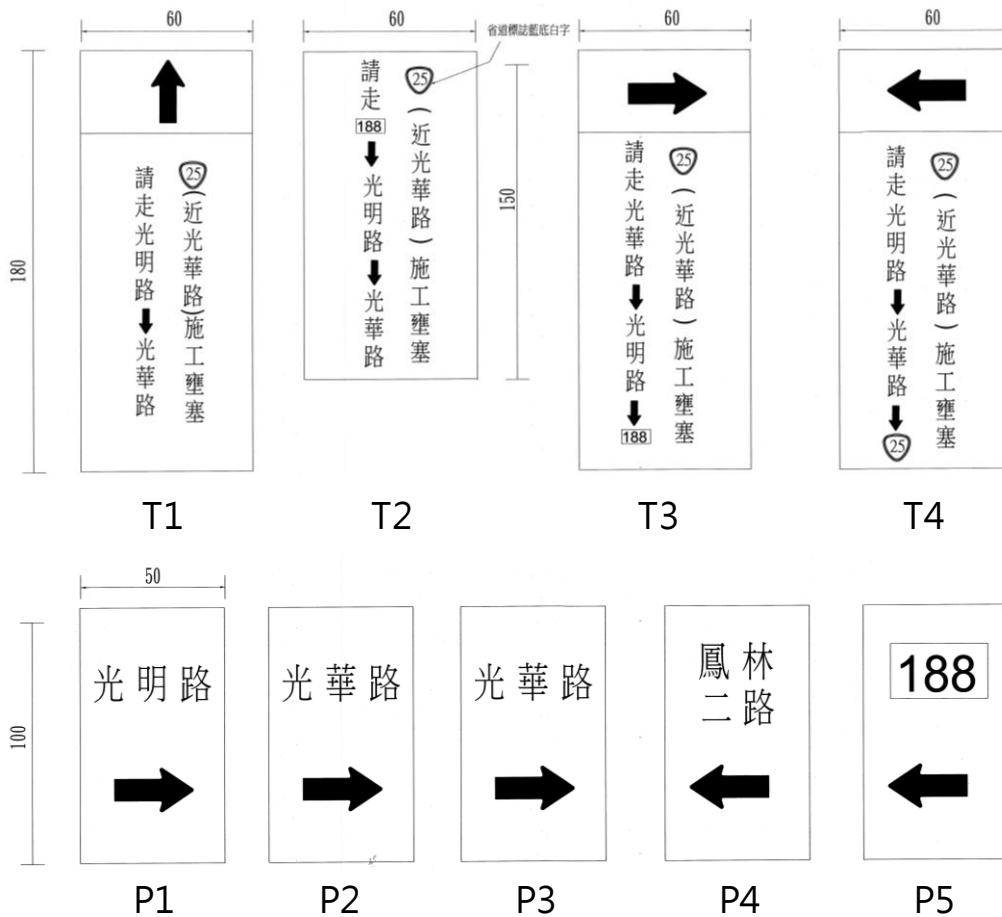 60
60
60
60
省道標誌藍底白字
180
25
(近光華路)施工壅塞
請走光明路
光華路
T1
25
(近光華路)施工壅塞
請走
188
光明路
光華路
150
T2
25
(近光華路)施工壅塞
請走光華路
光明路
188
T3
25
(近光華路)施工壅塞
請走光明路
光華路
25
T4
50
100
光明路
P1
光華路
P2
光華路
P3
鳳林
二路
P4
188
P5